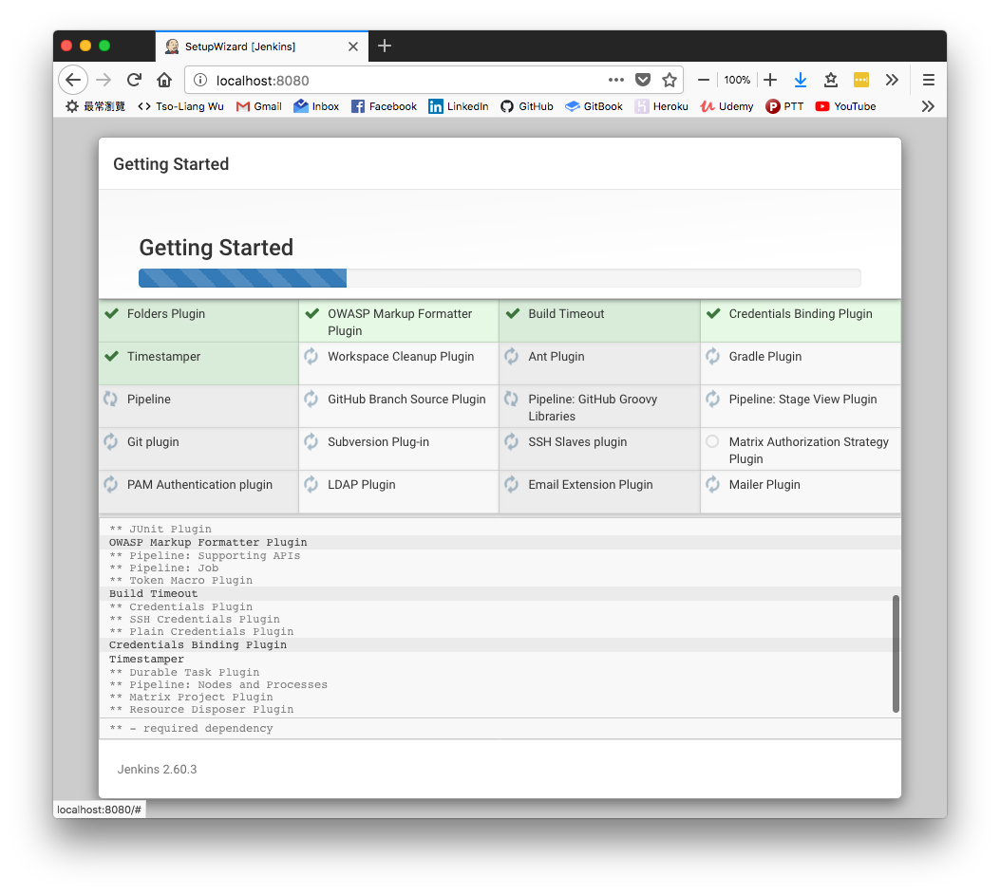 SetupWizard [Jenkins]
localhost:8080
100%
最常瀏覽 Tso-Liang Wu Gmail Inbox Facebook LinkedIn GitHub GitBook Heroku Udemy PTT YouTube
Getting Started
Getting Started
Folders Plugin OWASP Markup Formatter Plugin Build Timeout Credentials Binding Plugin
Timestamper Workspace Cleanup Plugin Ant Plugin Gradle Plugin
Pipeline GitHub Branch Source Plugin Pipeline: GitHub Groovy Libraries Pipeline: Stage View Plugin
Git plugin Subversion Plug-in SSH Slaves plugin Matrix Authorization Strategy Plugin
PAM Authentication plugin LDAP Plugin Email Extension Plugin Mailer Plugin
** JUnit Plugin
OWASP Markup Formatter Plugin
** Pipeline: Supporting APIs
** Pipeline: Job
** Token Macro Plugin
Build Timeout
** Credentials Plugin
** SSH Credentials Plugin
** Plain Credentials Plugin
Credentials Binding Plugin
Timestamper
** Durable Task Plugin
** Pipeline: Nodes and Processes
** Matrix Project Plugin
** Resource Disposer Plugin
** - required dependency
Jenkins 2.60.3
localhost:8080/#